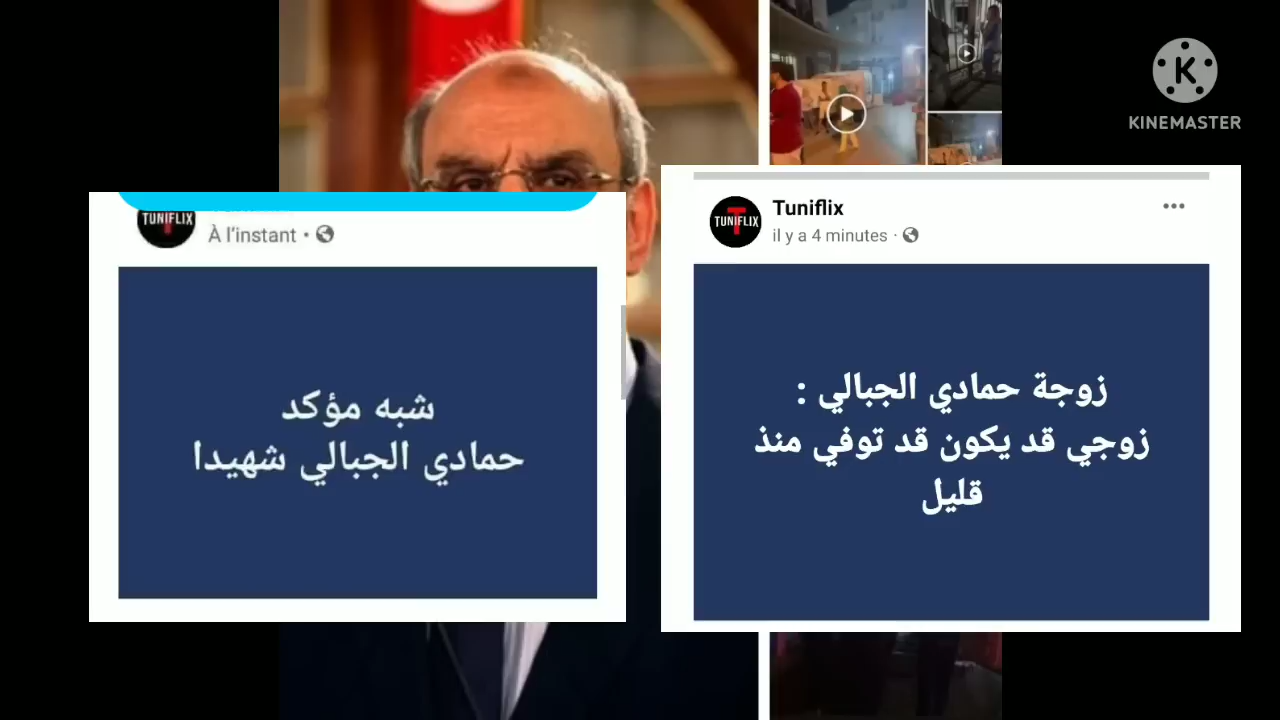 KINEMASTER
TUNIFLIX
À l'instant
شبه مؤكد
حمادي الجبالي شهيدا
TUNIFLIX
Tuniflix
il y a 4 minutes
زوجة حمادي الجبالي :
زوجي قد يكون قد توفي منذ
قليل